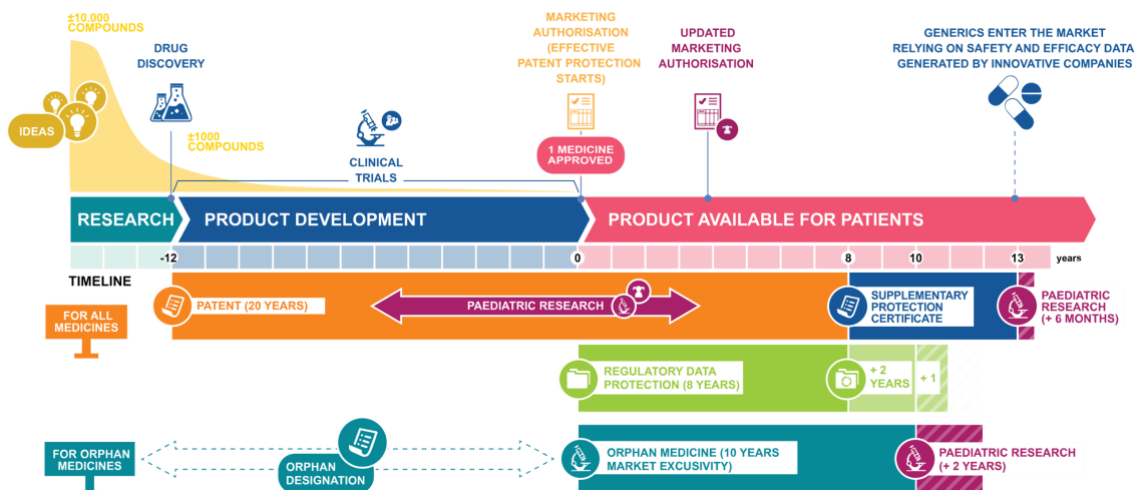 ±10.000
COMPOUNDS
IDEAS
DRUG
DISCOVERY
±1000
COMPOUNDS
CLINICAL
TRIALS
MARKETING
AUTHORISATION
(EFFECTIVE
PATENT PROTECTION
STARTS)
1 MEDICINE
APPROVED
UPDATED
MARKETING
AUTHORISATION
GENERICS ENTER THE MARKET
RELYING ON SAFETY AND EFFICACY DATA
GENERATED BY INNOVATIVE COMPANIES
RESEARCH
PRODUCT DEVELOPMENT
PRODUCT AVAILABLE FOR PATIENTS
-12
0
8
10
13
years
TIMELINE
FOR ALL
MEDICINES
PATENT (20 YEARS)
PAEDIATRIC RESEARCH
SUPPLEMENTARY
PROTECTION
CERTIFICATE
PAEDIATRIC
RESEARCH
(+ 6 MONTHS)
REGULATORY DATA
PROTECTION (8 YEARS)
+ 2
YEARS
+ 1
FOR ORPHAN
MEDICINES
ORPHAN
DESIGNATION
ORPHAN MEDICINE (10 YEARS
MARKET EXCUSIVITY)
PAEDIATRIC RESEARCH
(+ 2 YEARS)